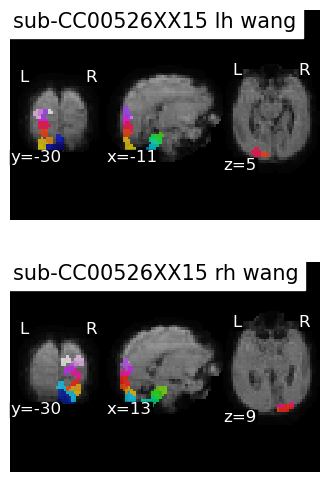 sub-CC00526XX15 lh wang
L R L R
y=-30 x=-11 z=5
sub-CC00526XX15 rh wang
L R L R
y=-30 x=13 z=9